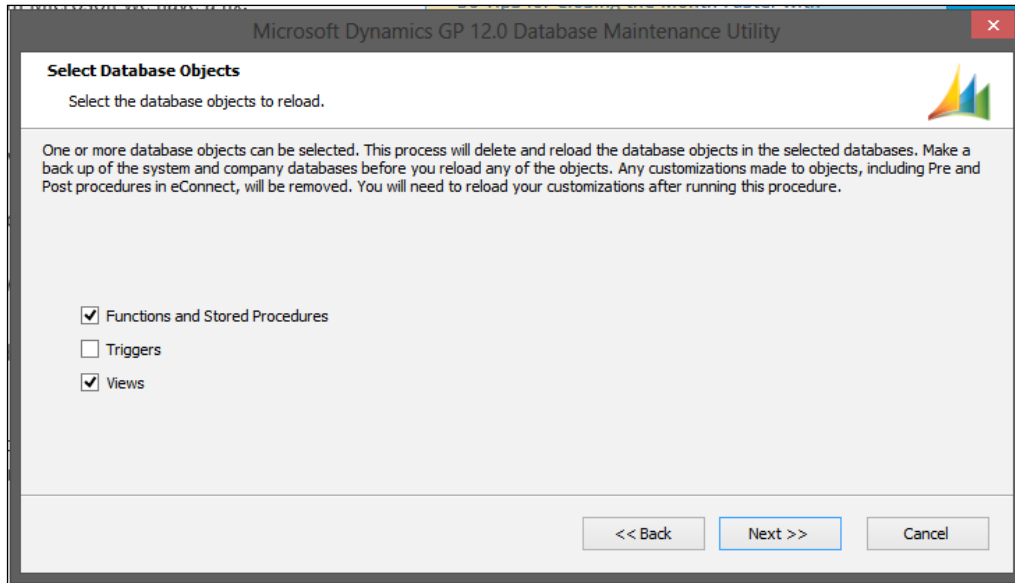 Microsoft Dynamics GP 12.0 Database Maintenance Utility
Select Database Objects
Select the database objects to reload.
One or more database objects can be selected. This process will delete and reload the database objects in the selected databases. Make a
back up of the system and company databases before you reload any of the objects. Any customizations made to objects, including Pre and
Post procedures in eConnect, will be removed. You will need to reload your customizations after running this procedure.
Functions and Stored Procedures
Triggers
Views
<< Back
Next >>
Cancel